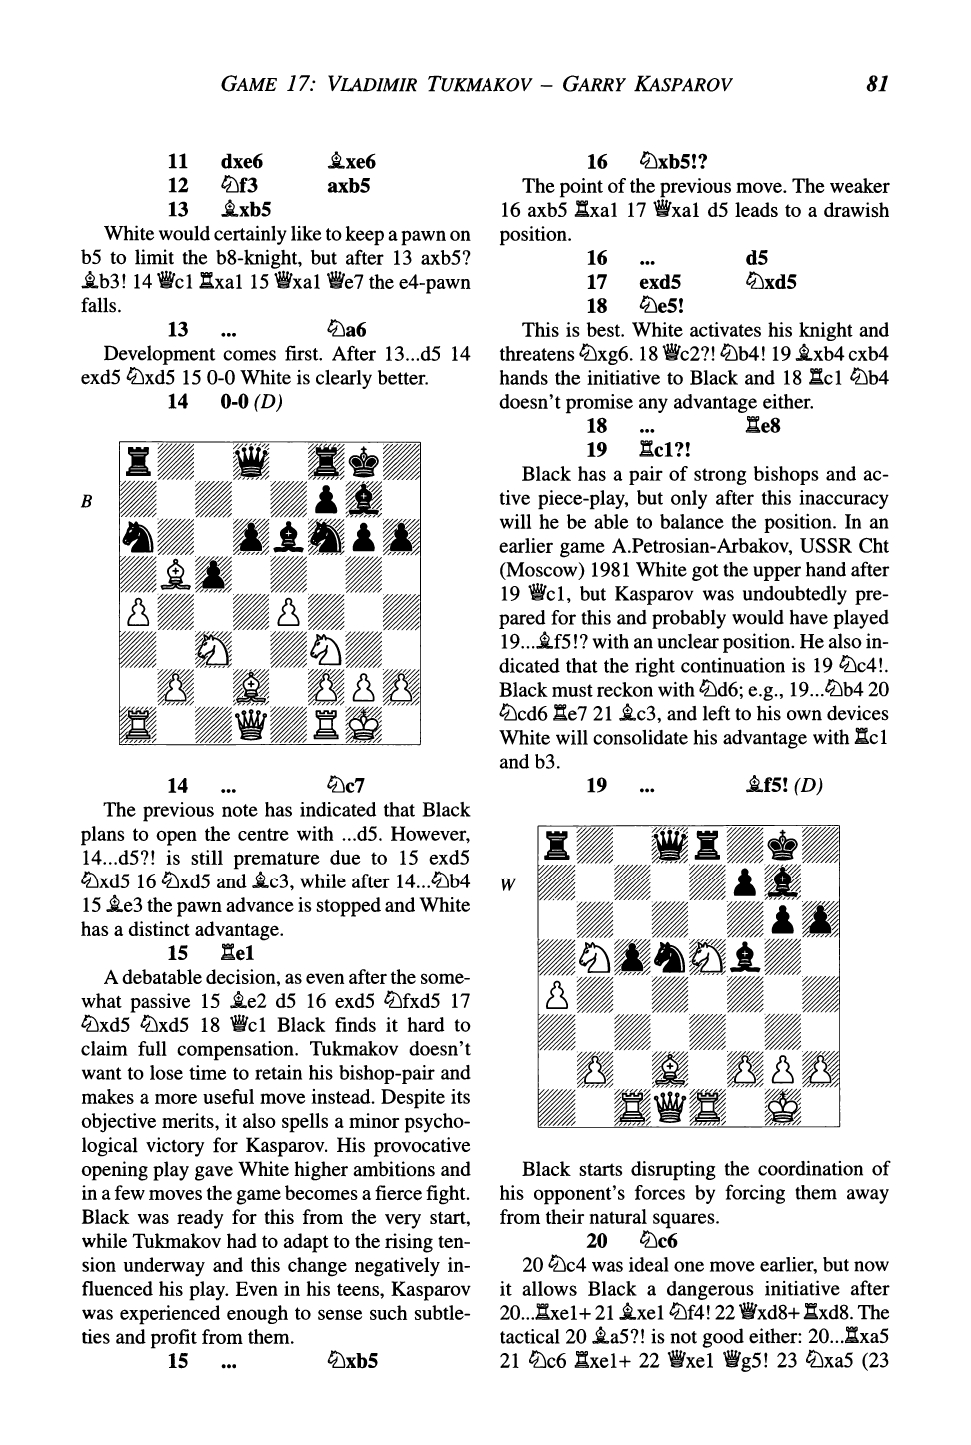 GAME 17: VLADIMIR TUKMAKOV – GARRY KASPAROV 81
11 dxe6 ♗xe6
12 ♘f3 axb5
13 ♗xb5
White would certainly like to keep a pawn on
b5 to limit the b8-knight, but after 13 axb5?
♗b3! 14 ♕c1 ♖xa1 15 ♕xa1 ♕e7 the e4-pawn
falls.
13 ... ♘a6
Development comes first. After 13...d5 14
exd5 ♘xd5 15 0-0 White is clearly better.
14 0-0 (D)
B
14 ... ♘c7
The previous note has indicated that Black
plans to open the centre with ...d5. However,
14...d5?! is still premature due to 15 exd5
♘xd5 16 ♘xd5 and ♗c3, while after 14...♘b4
15 ♗e3 the pawn advance is stopped and White
has a distinct advantage.
15 ♖e1
A debatable decision, as even after the some-
what passive 15 ♗e2 d5 16 exd5 ♘fxd5 17
♘xd5 ♘xd5 18 ♕c1 Black finds it hard to
claim full compensation. Tukmakov doesn't
want to lose time to retain his bishop-pair and
makes a more useful move instead. Despite its
objective merits, it also spells a minor psycho-
logical victory for Kasparov. His provocative
opening play gave White higher ambitions and
in a few moves the game becomes a fierce fight.
Black was ready for this from the very start,
while Tukmakov had to adapt to the rising ten-
sion underway and this change negatively in-
fluenced his play. Even in his teens, Kasparov
was experienced enough to sense such subtle-
ties and profit from them.
15 ... ♘xb5
16 ♘xb5!?
The point of the previous move. The weaker
16 axb5 ♖xa1 17 ♕xa1 d5 leads to a drawish
position.
16 ... d5
17 exd5 ♘xd5
18 ♘e5!
This is best. White activates his knight and
threatens ♘xg6. 18 ♕c2?! ♘b4! 19 ♗xb4 cxb4
hands the initiative to Black and 18 ♖c1 ♘b4
doesn't promise any advantage either.
18 ... ♖e8
19 ♖c1?!
Black has a pair of strong bishops and ac-
tive piece-play, but only after this inaccuracy
will he be able to balance the position. In an
earlier game A.Petrosian-Arbakov, USSR Cht
(Moscow) 1981 White got the upper hand after
19 ♕c1, but Kasparov was undoubtedly pre-
pared for this and probably would have played
19...♗f5!? with an unclear position. He also in-
dicated that the right continuation is 19 ♘c4!.
Black must reckon with ♘d6; e.g., 19...♘b4 20
♘cd6 ♖e7 21 ♗c3, and left to his own devices
White will consolidate his advantage with ♖c1
and b3.
19 ... ♗f5! (D)
W
Black starts disrupting the coordination of
his opponent's forces by forcing them away
from their natural squares.
20 ♘c6
20 ♘c4 was ideal one move earlier, but now
it allows Black a dangerous initiative after
20...♖xe1+ 21 ♗xe1 ♘f4! 22 ♕xd8+ ♖xd8. The
tactical 20 ♗a5?! is not good either: 20...♖xa5
21 ♘c6 ♖xe1+ 22 ♕xe1 ♕g5! 23 ♘xa5 (23